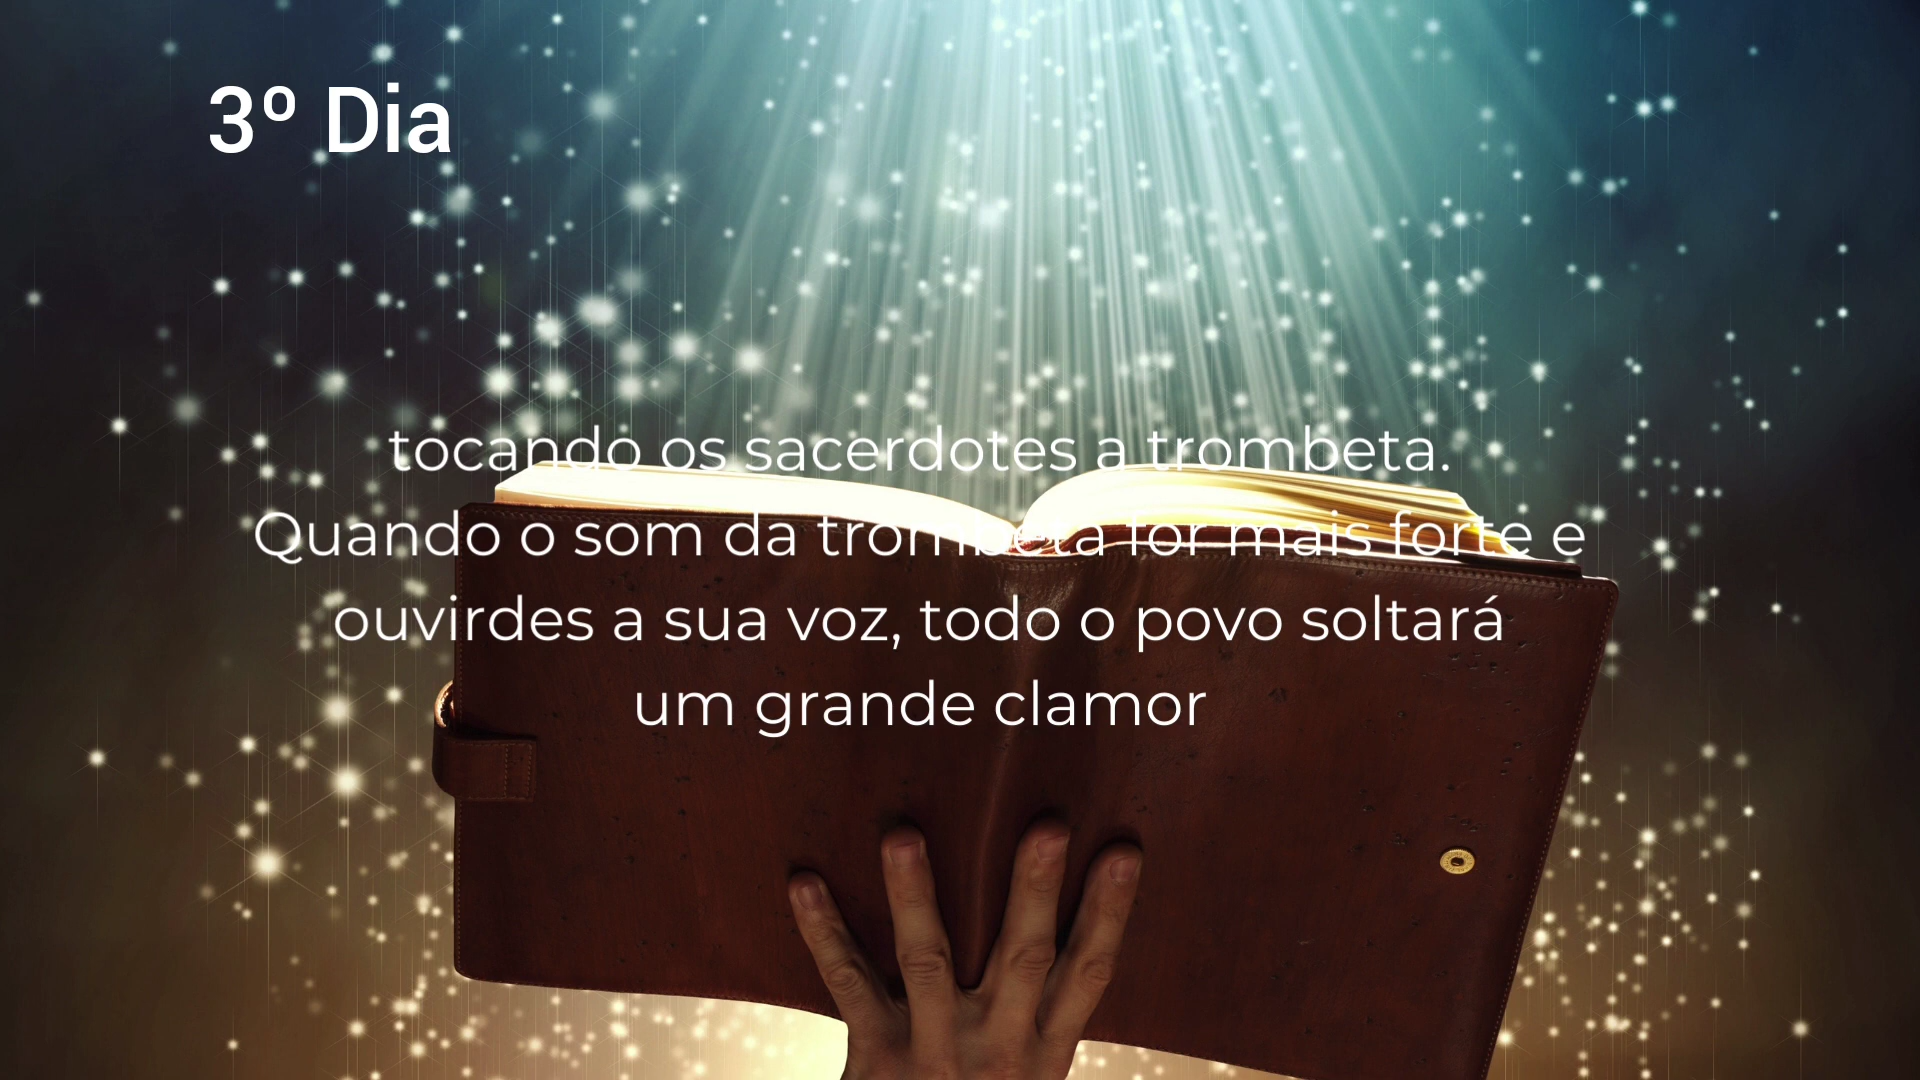 3º Dia
tocando os sacerdotes a trombeta.
Quando o som da trombeta for mais forte e
ouvirdes a sua voz, todo o povo soltará
um grande clamor